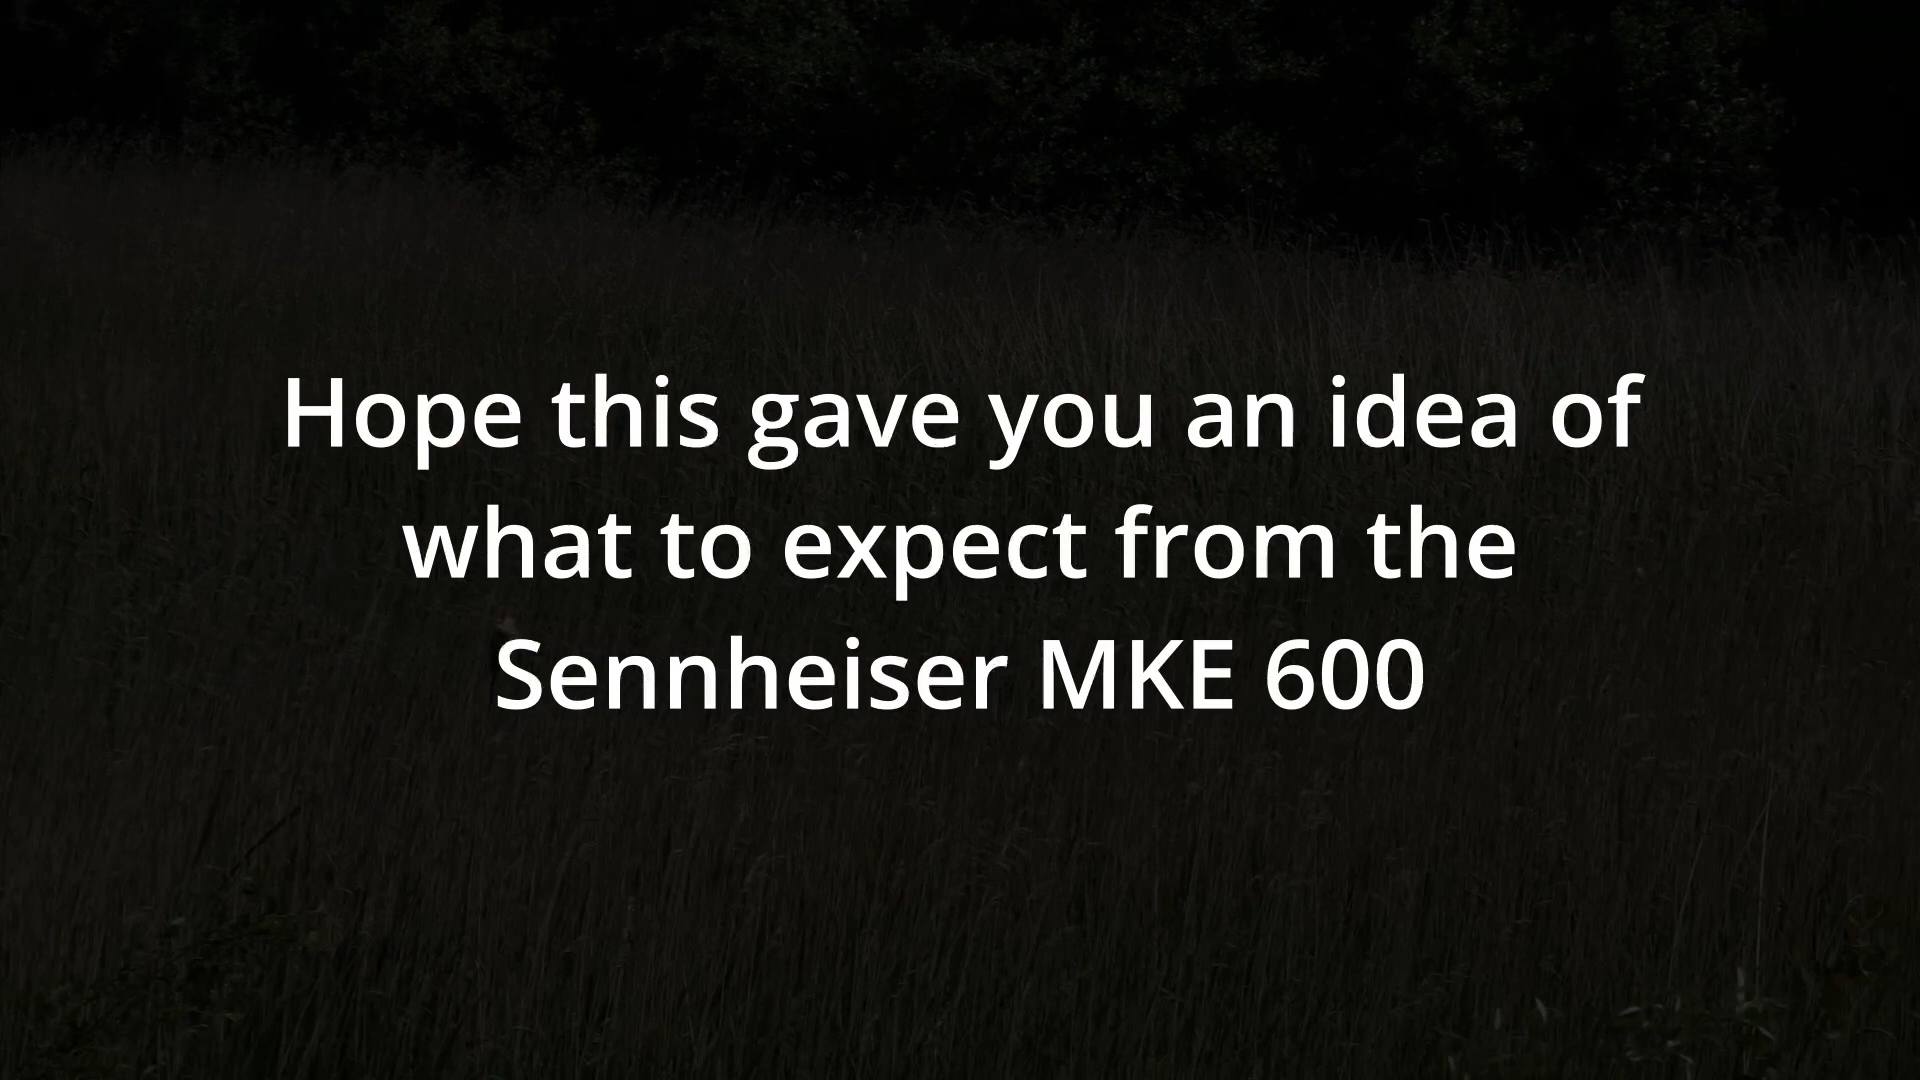 Hope this gave you an idea of
what to expect from the
Sennheiser MKE 600